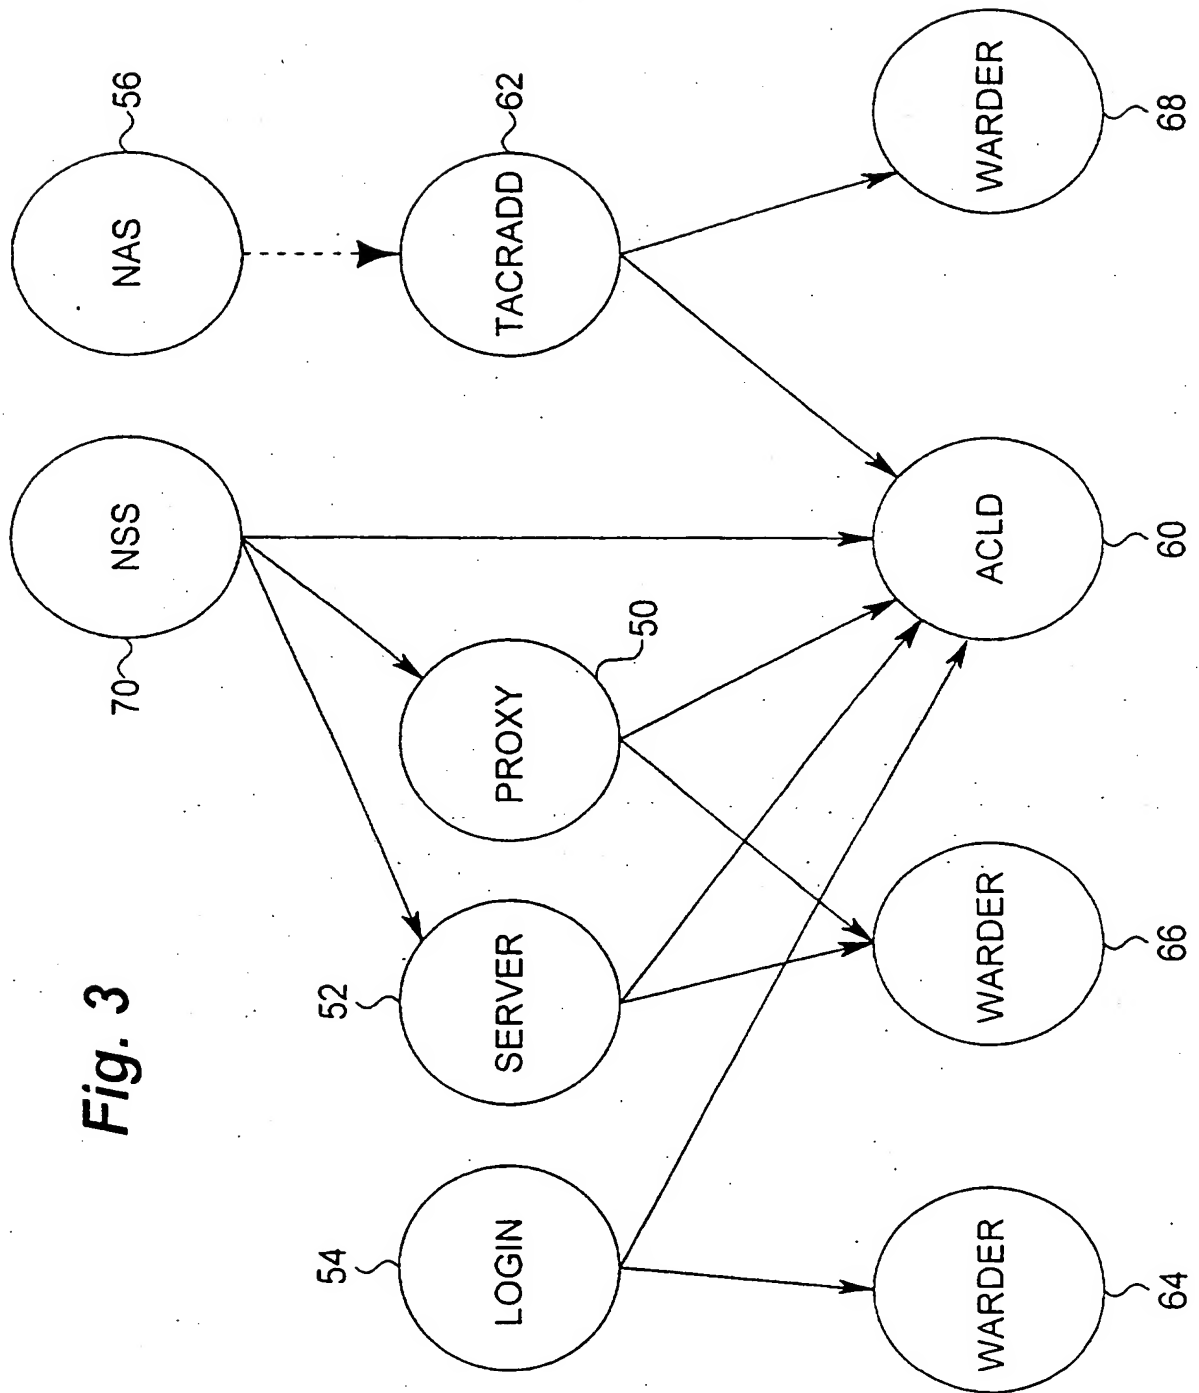 Fig. 3
NSS
70
NAS
56
LOGIN
54
SERVER
52
PROXY
50
TACRADD
62
WARDER
64
WARDER
66
ACLD
60
WARDER
68